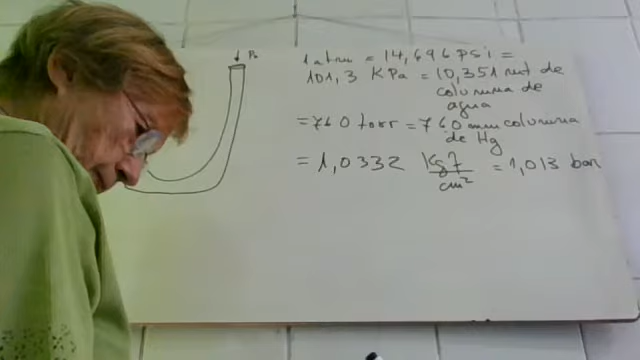 P₀
1 atm = 14,696 psi =
101,3 KPa = 10,351 mt de
columna de
agua
= 760 torr = 760 mm columna
de Hg
= 1,0332 Kgf/cm² = 1,013 bar